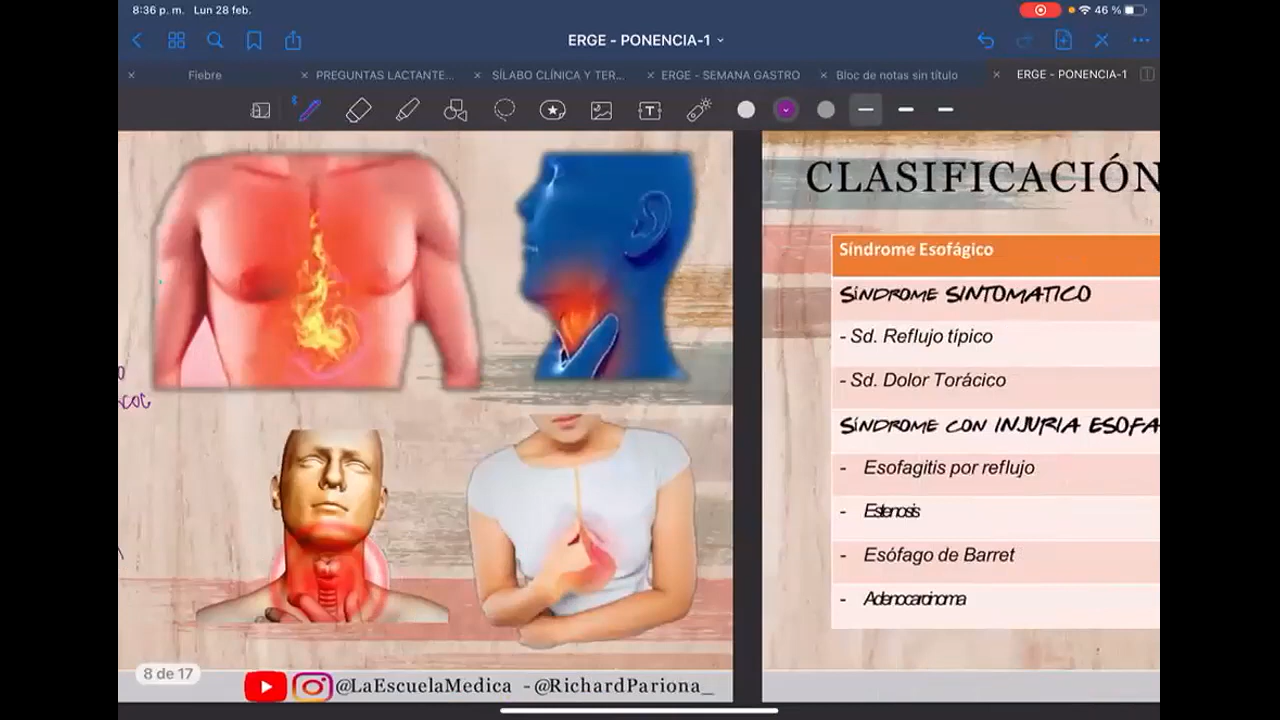 8:36 p. m. Lun 28 feb.
46 %
ERGE - PONENCIA-1
Fiebre
PREGUNTAS LACTANTE...
SÍLABO CLÍNICA Y TER...
ERGE - SEMANA GASTRO
Bloc de notas sin título
ERGE - PONENCIA-1
CLASIFICACIÓN
Síndrome Esofágico
SÍNDROME SINTOMATICO
- Sd. Reflujo típico
- Sd. Dolor Torácico
SÍNDROME CON INJURIA ESOFA
- Esofagitis por reflujo
- Estenosis
- Esófago de Barret
- Adenocarcinoma
8 de 17
@LaEscuelaMedica - @RichardPariona_